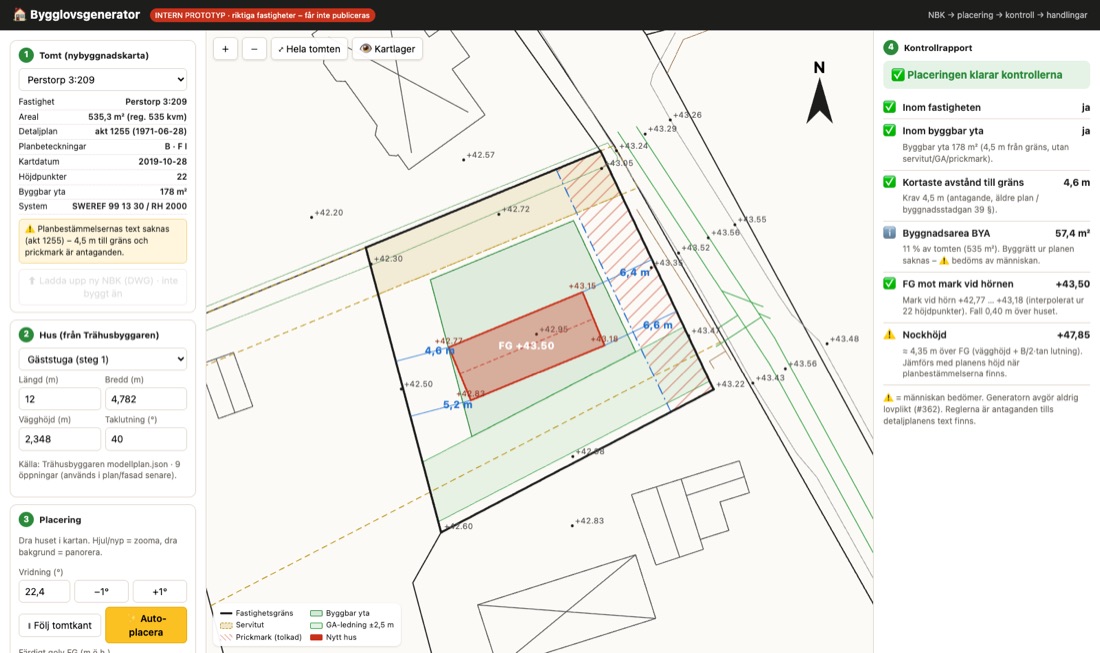 🏠 Bygglovsgenerator
INTERN PROTOTYP · riktiga fastigheter – får inte publiceras
NBK → placering → kontroll → handlingar
1 Tomt (nybyggnadskarta)
Perstorp 3:209
Fastighet Perstorp 3:209
Areal 535,3 m² (reg. 535 kvm)
Detaljplan akt 1255 (1971-06-28)
Planbeteckningar B · F I
Kartdatum 2019-10-28
Höjdpunkter 22
Byggbar yta 178 m²
System SWEREF 99 13 30 / RH 2000
⚠️ Planbestämmelsernas text saknas
(akt 1255) – 4,5 m till gräns och
prickmark är antaganden.
⬆ Ladda upp ny NBK (DWG) · inte
byggt än
2 Hus (från Trähusbyggaren)
Gäststuga (steg 1)
Längd (m) Bredd (m)
12 4,782
Vägghöjd (m) Taklutning (°)
2,348 40
Källa: Trähusbyggaren modellplan.json · 9
öppningar (används i plan/fasad senare).
3 Placering
Dra huset i kartan. Hjul/nyp = zooma, dra
bakgrund = panorera.
Vridning (°)
22,4 −1° +1°
Följ tomtkant
Auto-
placera
Färdigt golv FG (m ö.h.)
+ − ⤢ Hela tomten 👁 Kartlager
N
+43.26
+43.29
+43.24
+42.57
+43.05
+42.20
+42.72
+43.55
+43.56
+43.52
+42.30
+43.35
6,4 m
+43.15
+42.95
6,6 m
+43.47
+42.77
4,6 m
FG +43.50
+43.18
+43.48
+43.56
+42.50
+43.43
+43.22
+42.83
5,2 m
+42.98
+42.60
+42.83
Fastighetsgräns Byggbar yta
Servitut GA-ledning ±2,5 m
Prickmark (tolkad) Nytt hus
4 Kontrollrapport
✅ Placeringen klarar kontrollerna
✅ Inom fastigheten ja
✅ Inom byggbar yta ja
Byggbar yta 178 m² (4,5 m från gräns, utan
servitut/GA/prickmark).
✅ Kortaste avstånd till gräns 4,6 m
Krav 4,5 m (antagande, äldre plan /
byggnadsstadgan 39 §).
ℹ️ Byggnadsarea BYA 57,4 m²
11 % av tomten (535 m²). Byggrätt ur planen
saknas – ⚠️ bedöms av människan.
✅ FG mot mark vid hörnen +43,50
Mark vid hörn +42,77 … +43,18 (interpolerat ur
22 höjdpunkter). Fall 0,40 m över huset.
⚠️ Nockhöjd +47,85
= 4,35 m över FG (vägghöjd + B/2·tan lutning).
Jämförs med planens höjd när
planbestämmelserna finns.
⚠️ = människan bedömer. Generatorn avgör aldrig
lovplikt (#362). Reglerna är antaganden tills
detaljplanens text finns.